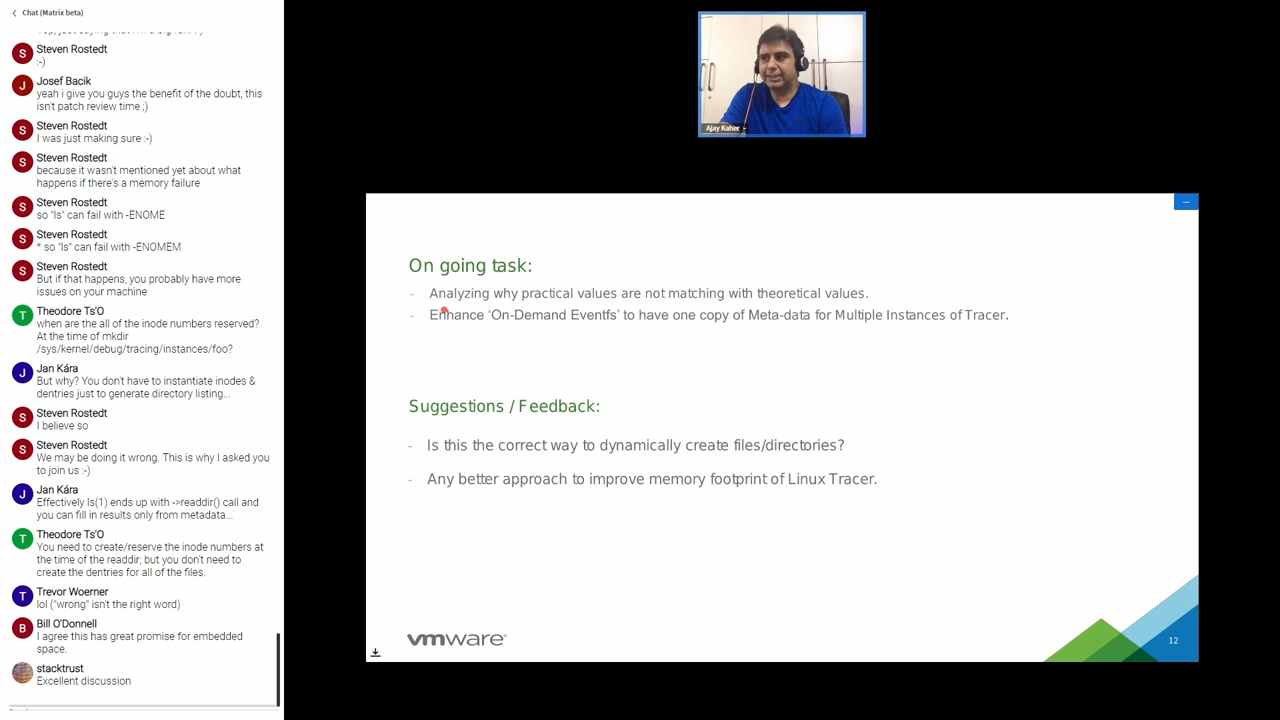 Chat (Matrix beta)
Steven Rostedt
:-)
Josef Bacik
yeah i give you guys the benefit of the doubt, this
isn't patch review time ;)
Steven Rostedt
I was just making sure :-)
Steven Rostedt
because it wasn't mentioned yet about what
happens if there's a memory failure
Steven Rostedt
so "ls" can fail with -ENOME
Steven Rostedt
* so "ls" can fail with -ENOMEM
Steven Rostedt
But if that happens, you probably have more
issues on your machine
Theodore Ts'O
when are the all of the inode numbers reserved?
At the time of mkdir
/sys/kernel/debug/tracing/instances/foo?
Jan Kára
But why? You don't have to instantiate inodes &
dentries just to generate directory listing...
Steven Rostedt
I believe so
Steven Rostedt
We may be doing it wrong. This is why I asked you
to join us :-)
Jan Kára
Effectively ls(1) ends up with ->readdir() call and
you can fill in results only from metadata...
Theodore Ts'O
You need to create/reserve the inode numbers at
the time of the readdir; but you don't need to
create the dentries for all of the files.
Trevor Woerner
lol ("wrong" isn't the right word)
Bill O'Donnell
I agree this has great promise for embedded
space.
stacktrust
Excellent discussion
Ajay Kaher
On going task:
- Analyzing why practical values are not matching with theoretical values.
- Enhance ‘On-Demand Eventfs’ to have one copy of Meta-data for Multiple Instances of Tracer.
Suggestions / Feedback:
- Is this the correct way to dynamically create files/directories?
- Any better approach to improve memory footprint of Linux Tracer.
vmware®
12